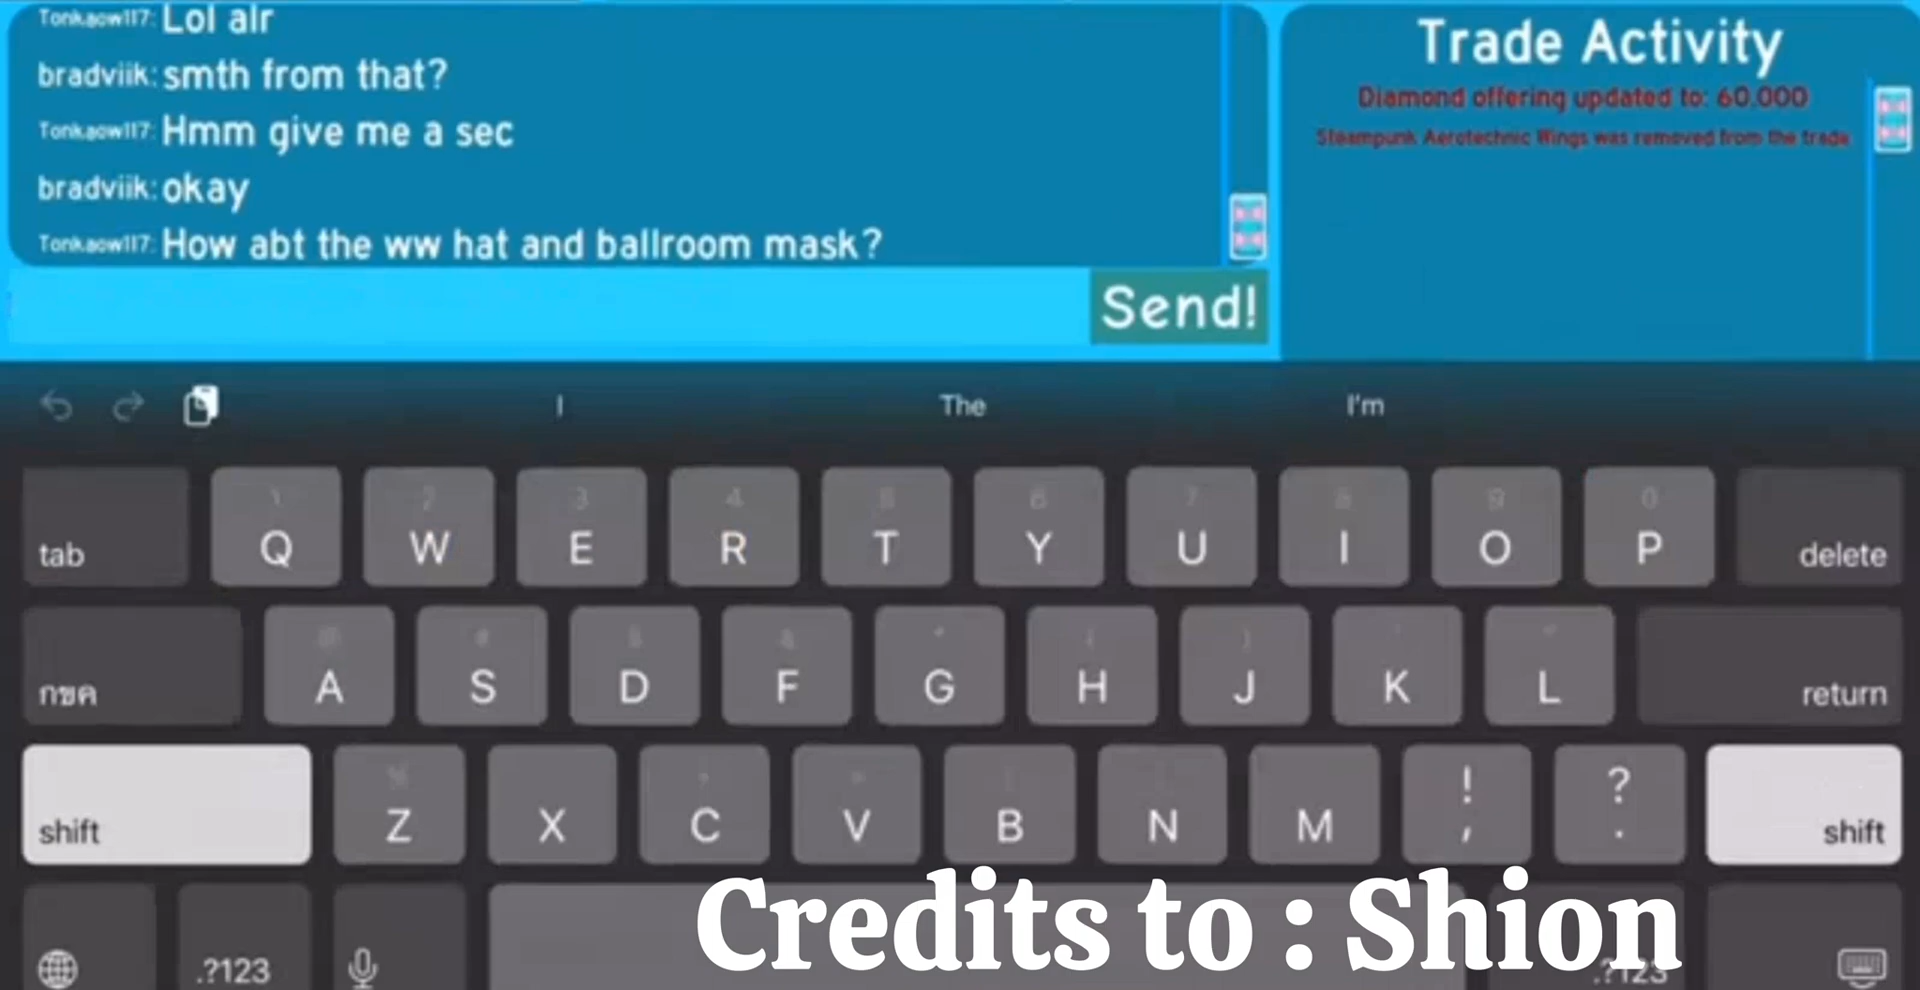 Tonkaow117: Lol alr
bradviik: smth from that?
Tonkaow117: Hmm give me a sec
bradviik: okay
Tonkaow117: How abt the ww hat and ballroom mask?
Send!
Trade Activity
Diamond offering updated to: 60.000
Steampunk Aerotechnic Wings was removed from the trade
I The I'm
tab Q W E R T Y U I O P delete
กขค A S D F G H J K L return
shift Z X C V B N M ! , ? . shift
.?123 .?123
Credits to : Shion